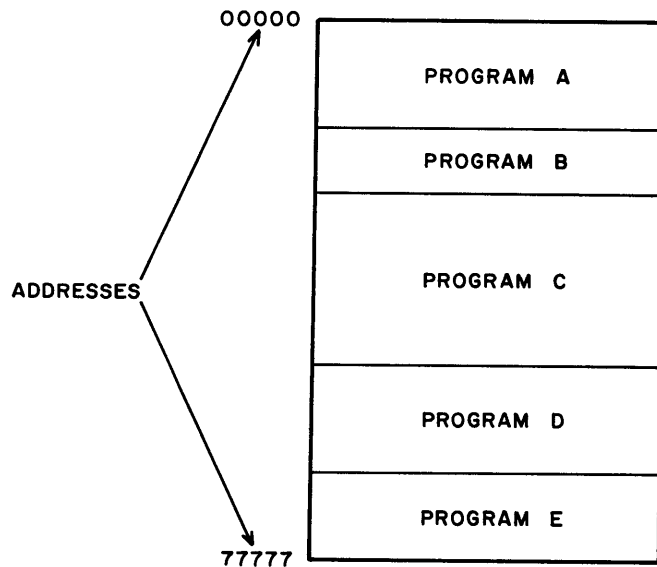 00000
PROGRAM A
PROGRAM B
ADDRESSES
PROGRAM C
PROGRAM D
PROGRAM E
77777